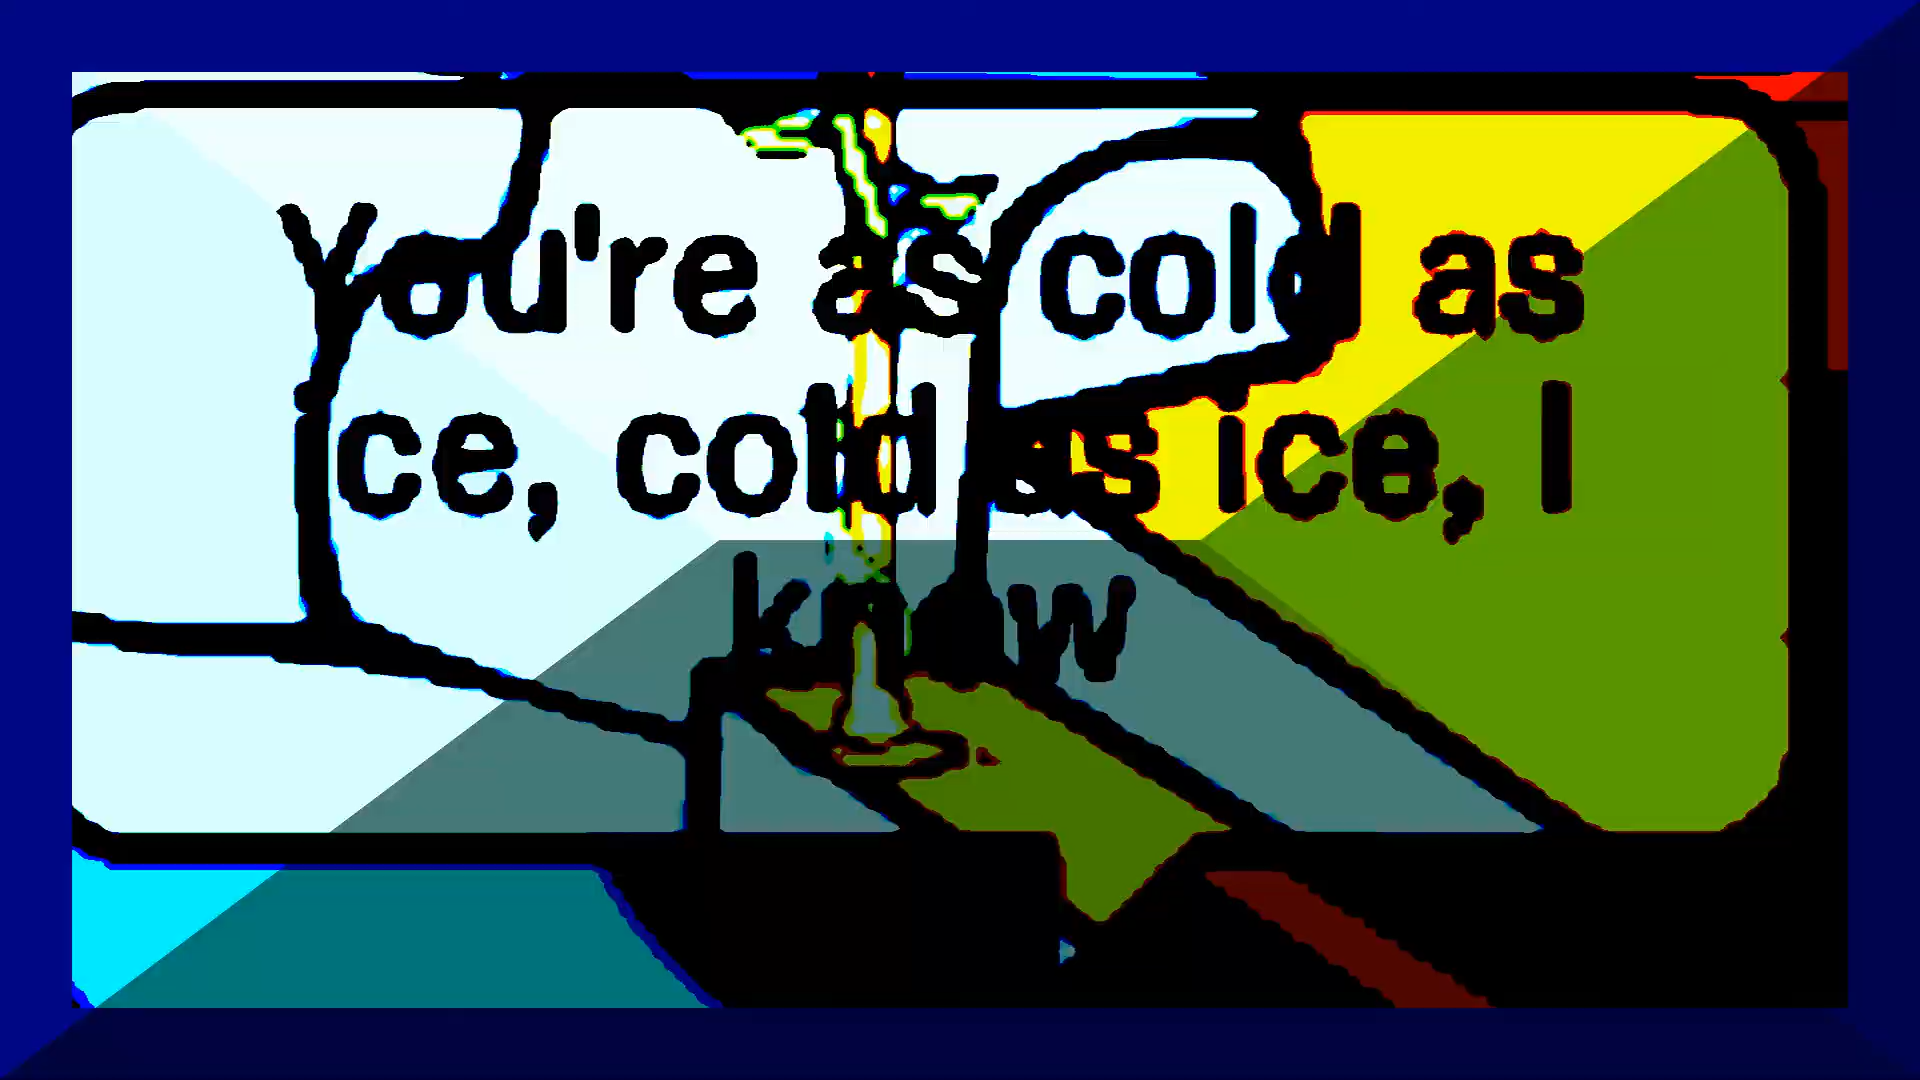 You're as cold as
ice, cold as ice, I
know